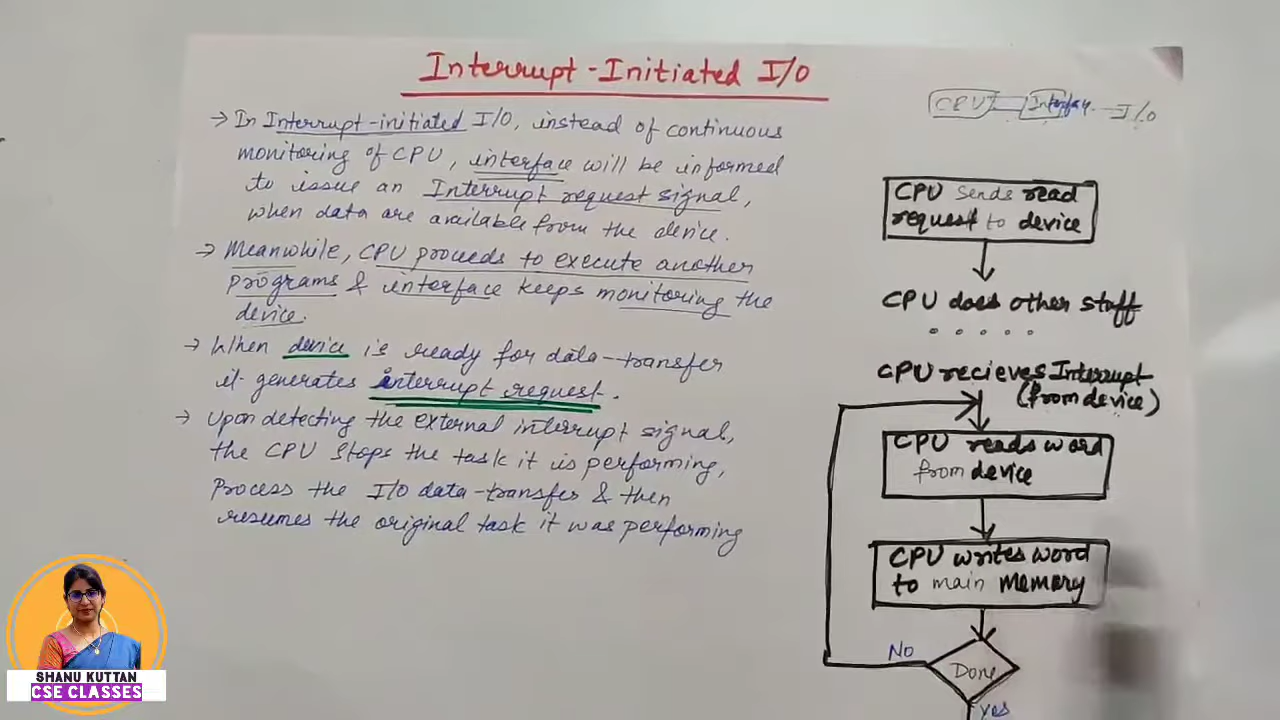 Interrupt-Initiated I/O
→ In Interrupt-initiated I/O, instead of continuous
monitoring of CPU, interface will be informed
to issue an Interrupt request signal,
when data are available from the device.
→ Meanwhile, CPU proceeds to execute another
programs & interface keeps monitoring the
device.
→ When device is ready for data-transfer
it generates interrupt request.
→ Upon detecting the external interrupt signal,
the CPU stops the task it is performing,
process the I/O data-transfer & then
resumes the original task it was performing
CPU Interface I/O
CPU sends read
request to device
CPU does other stuff
. . . . .
CPU recieves Interrupt
(from device)
CPU reads word
from device
CPU writes word
to main memory
No
Done
yes
SHANU KUTTAN
CSE CLASSES